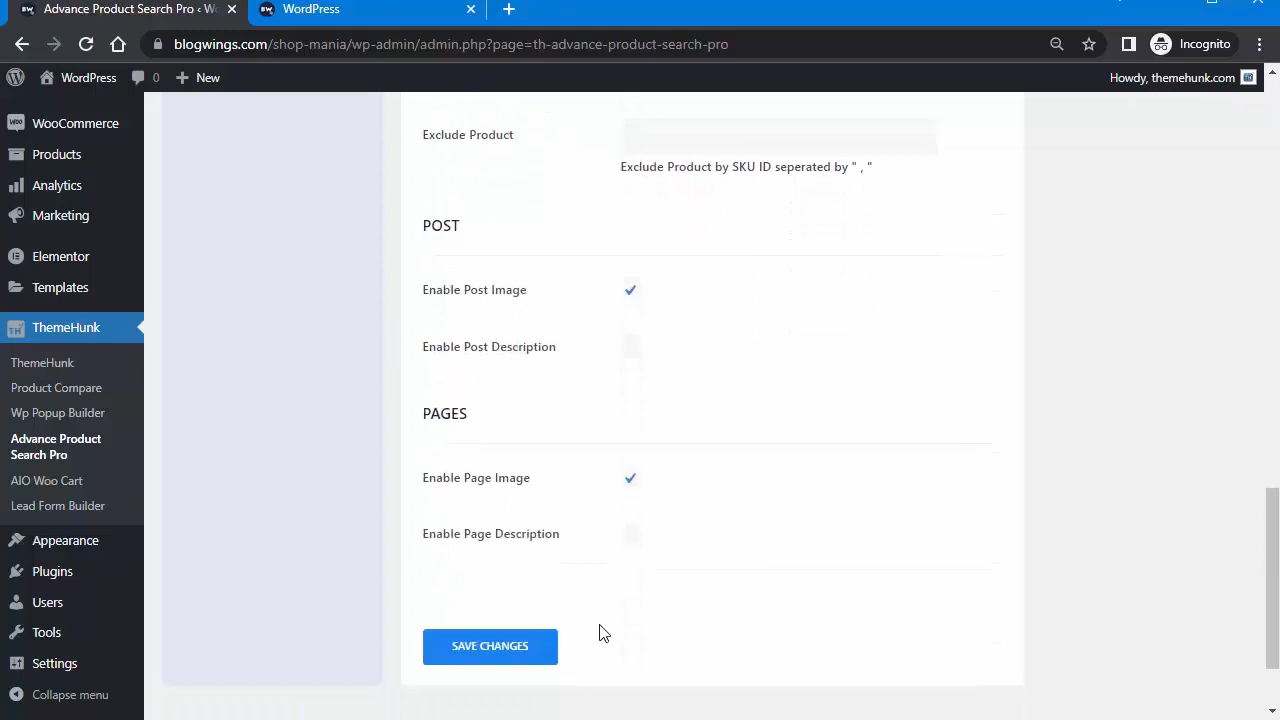 Advance Product Search Pro ‹ Wo
WordPress
blogwings.com/shop-mania/wp-admin/admin.php?page=th-advance-product-search-pro
Incognito
WordPress
0
New
Howdy, themehunk.com
WooCommerce
Products
Analytics
Marketing
Elementor
Templates
ThemeHunk
ThemeHunk
Product Compare
Wp Popup Builder
Advance Product
Search Pro
AIO Woo Cart
Lead Form Builder
Appearance
Plugins
Users
Tools
Settings
Collapse menu
Exclude Product
Exclude Product by SKU ID seperated by " , "
POST
Enable Post Image
Enable Post Description
PAGES
Enable Page Image
Enable Page Description
SAVE CHANGES